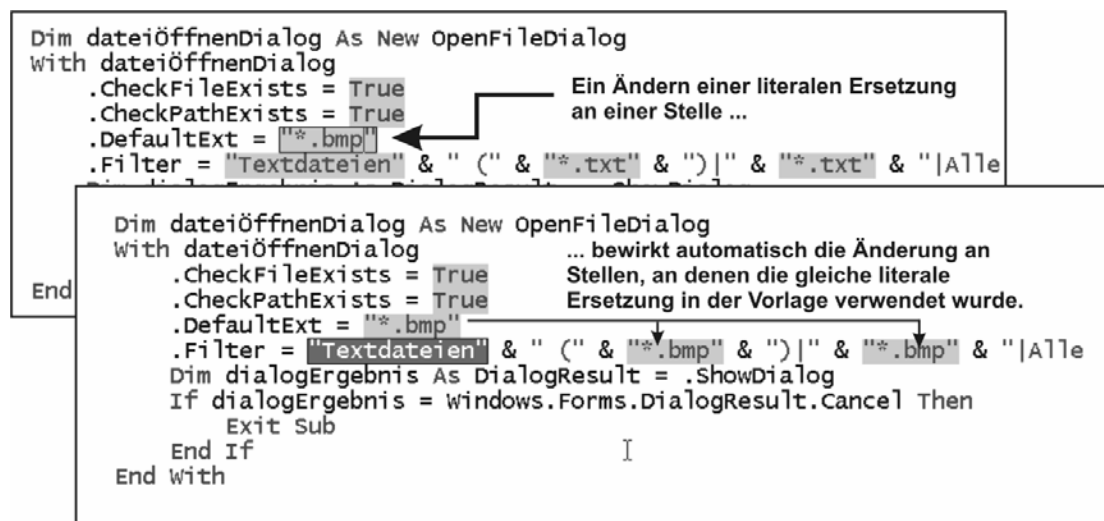 Dim dateiÖffnenDialog As New OpenFileDialog
With dateiÖffnenDialog
.CheckFileExists = True
.CheckPathExists = True
.DefaultExt = "*.bmp"
.Filter = "Textdateien" & " (" & "*.txt" & ")|" & "*.txt" & "|Alle
End
Ein Ändern einer literalen Ersetzung
an einer Stelle ...
Dim dateiÖffnenDialog As New OpenFileDialog
With dateiÖffnenDialog
.CheckFileExists = True
.CheckPathExists = True
.DefaultExt = "*.bmp"
.Filter = "Textdateien" & " (" & "*.bmp" & ")|" & "*.bmp" & "|Alle
Dim dialogErgebnis As DialogResult = .ShowDialog
If dialogErgebnis = Windows.Forms.DialogResult.Cancel Then
Exit Sub
End If
End With
... bewirkt automatisch die Änderung an
Stellen, an denen die gleiche literale
Ersetzung in der Vorlage verwendet wurde.